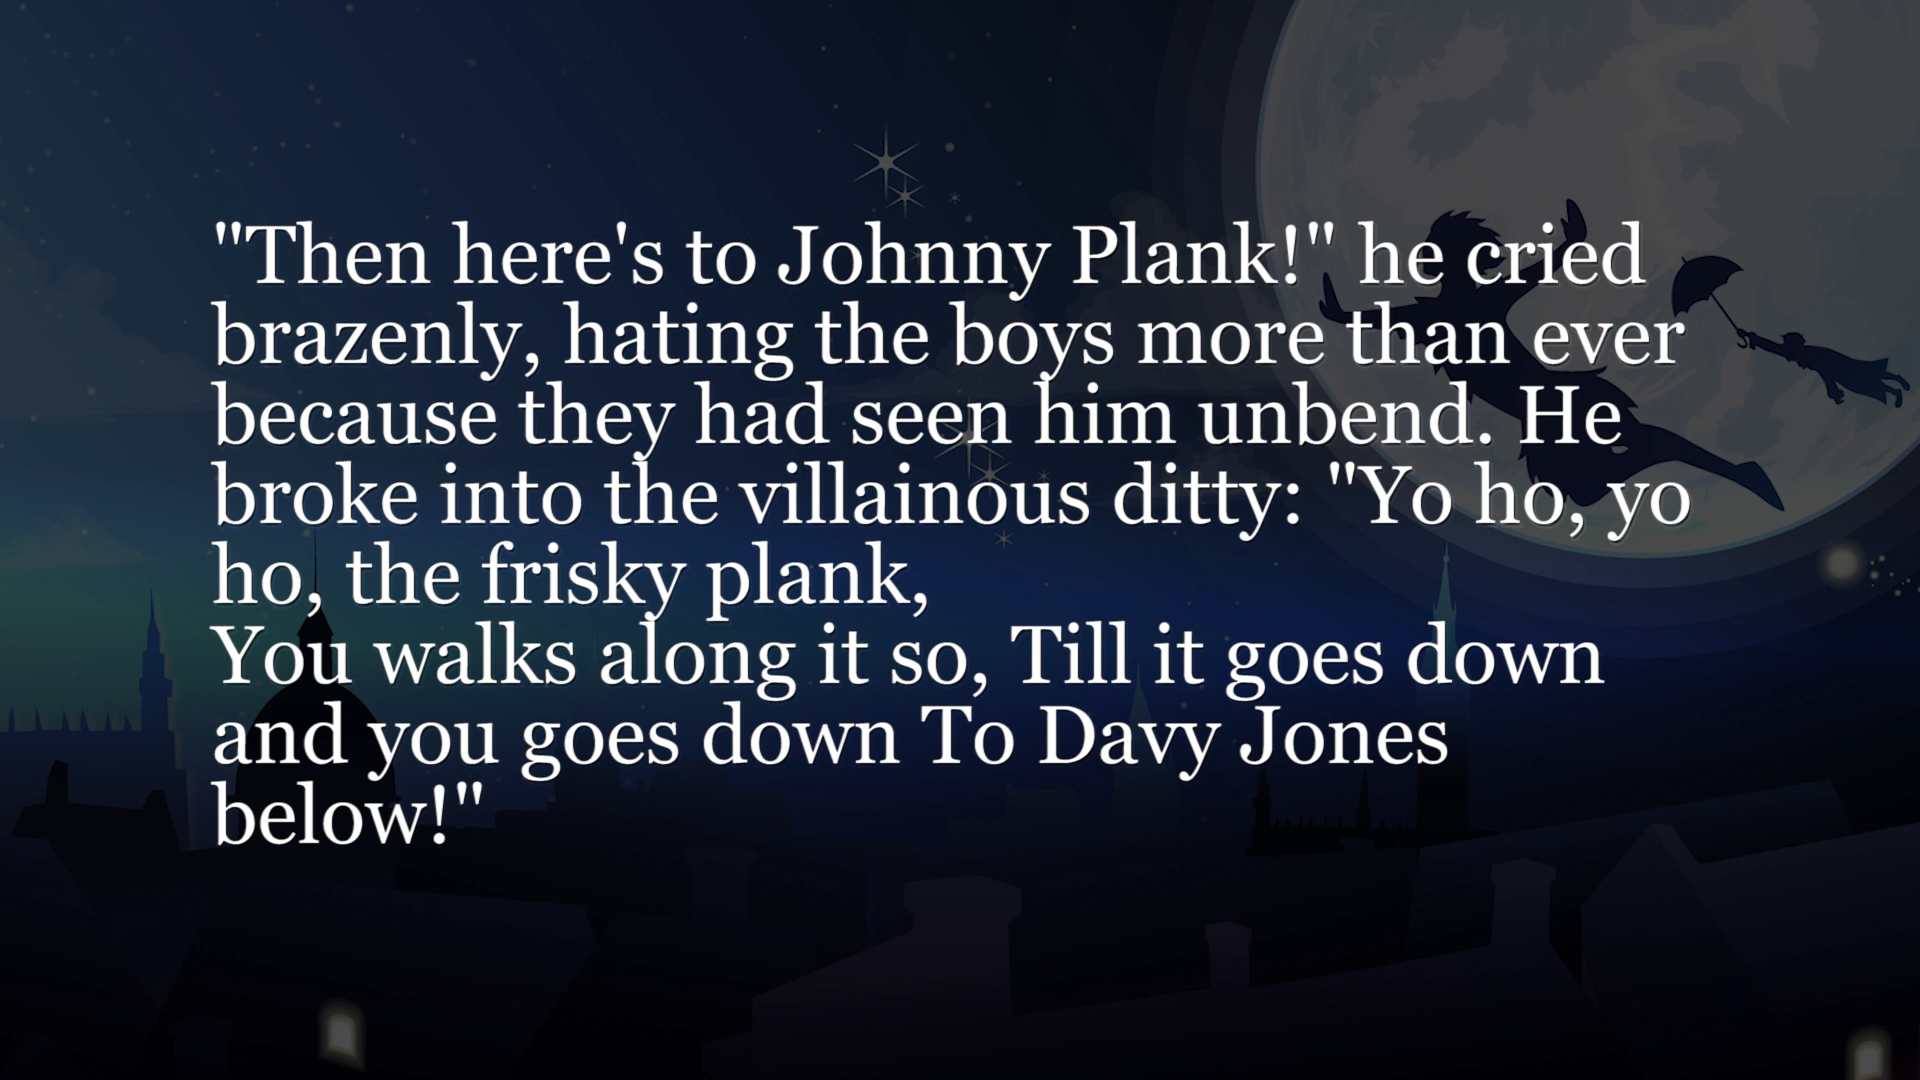 "Then here's to Johnny Plank!" he cried
brazenly, hating the boys more than ever
because they had seen him unbend. He
broke into the villainous ditty: "Yo ho, yo
ho, the frisky plank,
You walks along it so, Till it goes down
and you goes down To Davy Jones
below!"